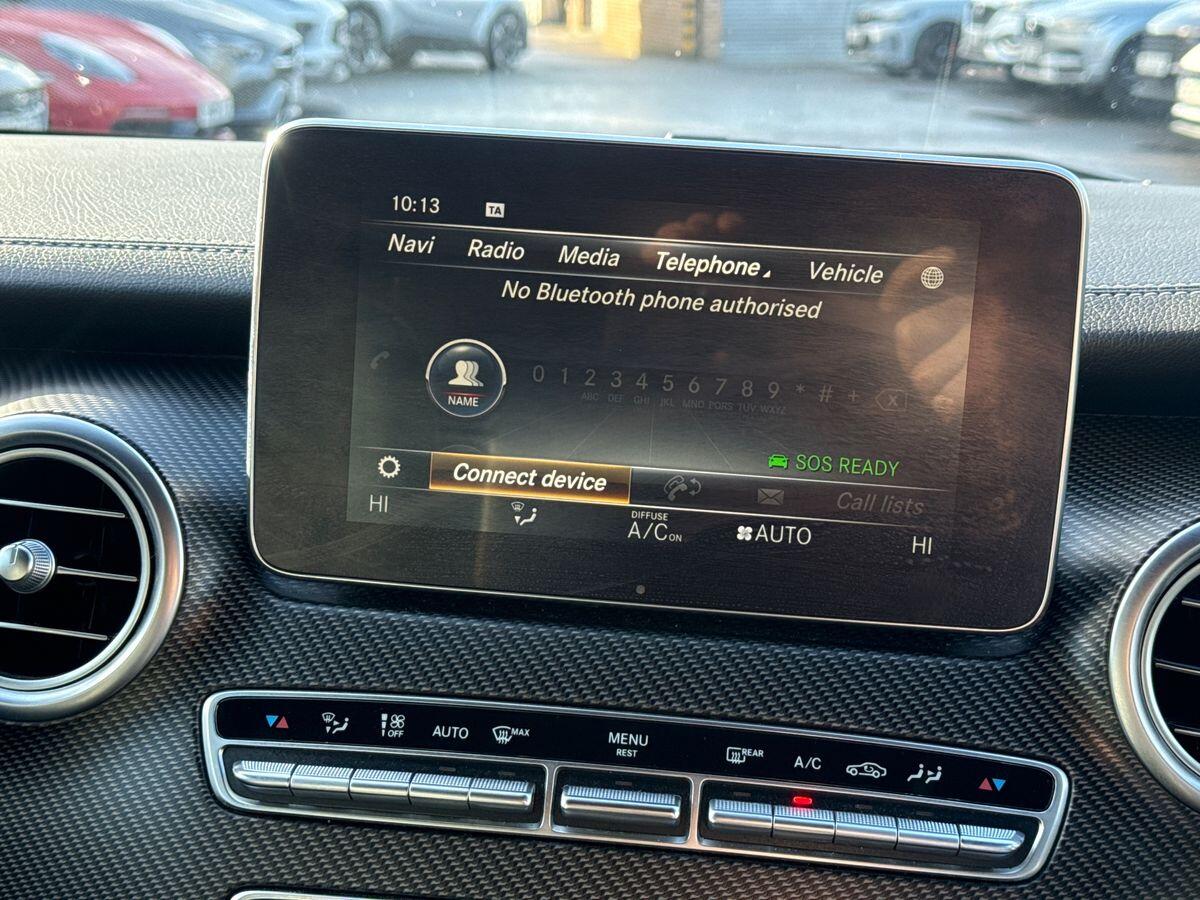 10:13 TA
Navi Radio Media Telephone Vehicle
No Bluetooth phone authorised
0 1 2 3 4 5 6 7 8 9 * # +
ABC DEF GHI JKL MNO PQRS TUV WXYZ
NAME
SOS READY
Connect device Call lists
HI DIFFUSE A/C ON AUTO HI
OFF AUTO MAX MENU REST REAR A/C